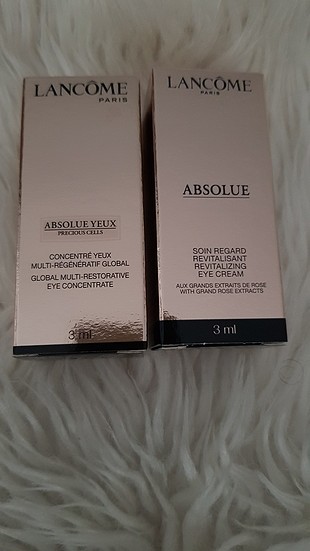 LANCÔME
PARIS
ABSOLUE YEUX
PRECIOUS CELLS
CONCENTRÉ YEUX
MULTI-RÉGÉNÉRATIF GLOBAL
GLOBAL MULTI-RESTORATIVE
EYE CONCENTRATE
3 ml
LANCÔME
PARIS
ABSOLUE
SOIN REGARD
REVITALISANT
REVITALIZING
EYE CREAM
AUX GRANDS EXTRAITS DE ROSE
WITH GRAND ROSE EXTRACTS
3 ml